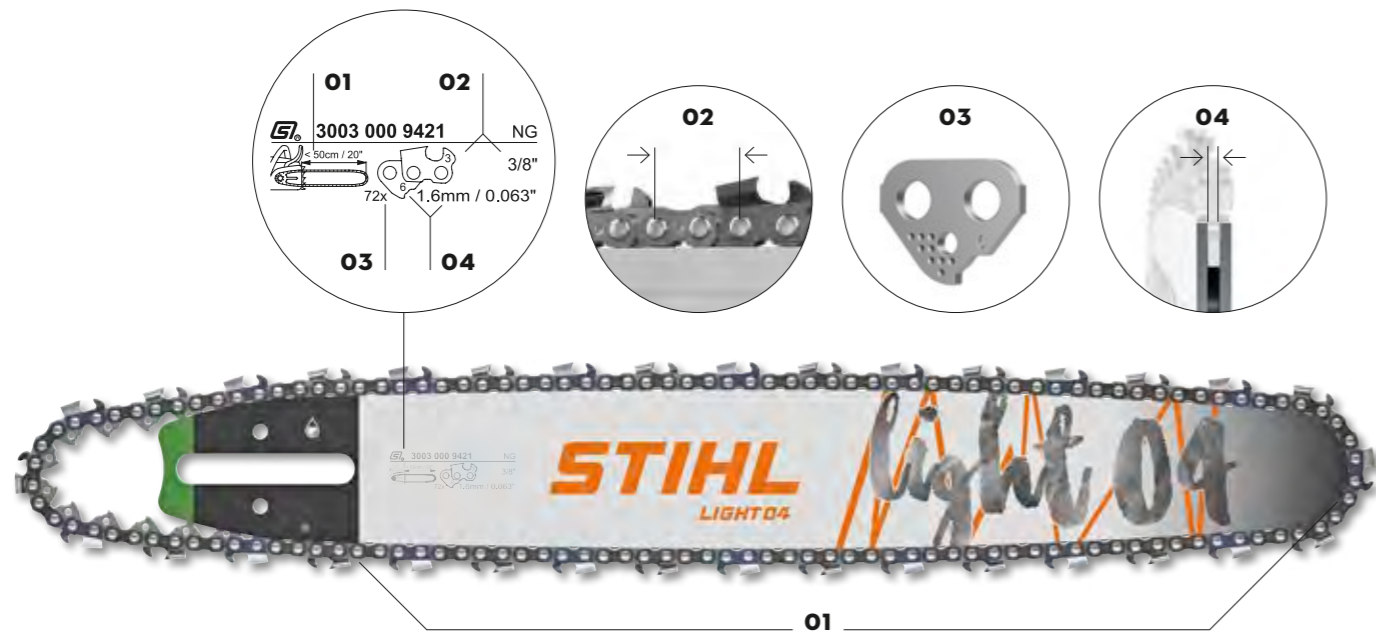 01 02
3003 000 9421 NG
< 50cm / 20" 3 3/8"
72x 6 1.6mm / 0.063"
03 04
02
03
04
3003 000 9421 NG
3/8"
72x 1.6mm / 0.063"
STIHL
LIGHT 04
light 04
01